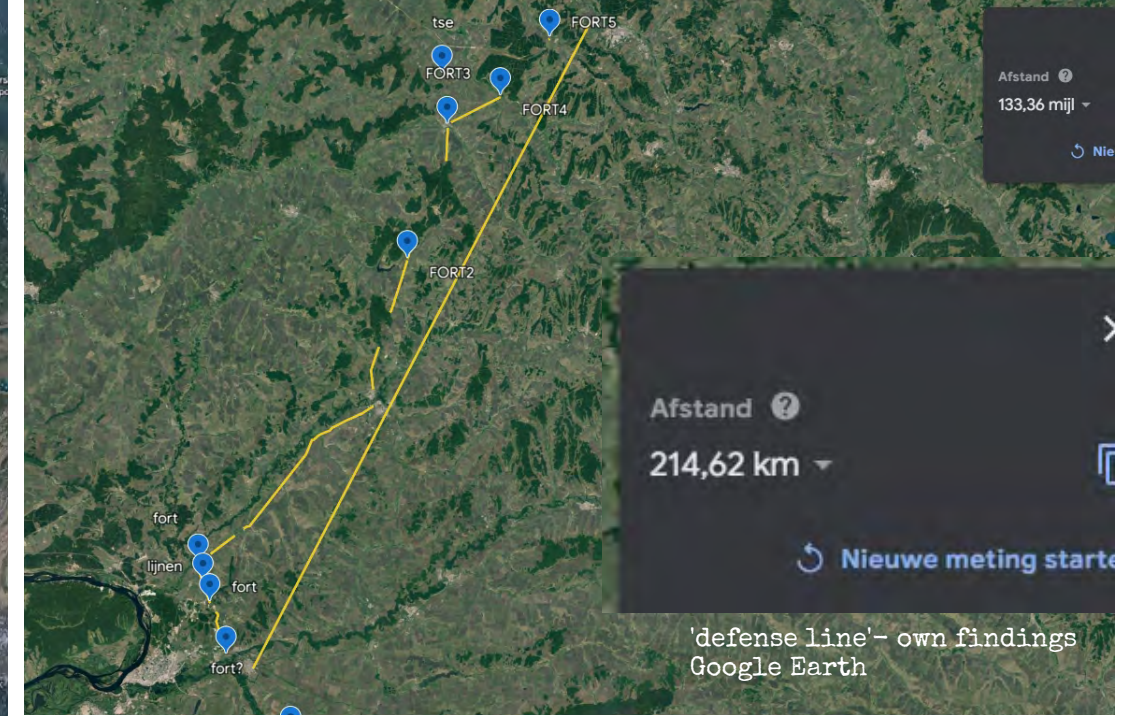 tse
FORT5
FORT3
FORT4
FORT2
fort
lijnen
fort
fort?
Afstand
133,36 mijl
Nie
Afstand
214,62 km
Nieuwe meting starte
'defense line'- own findings
Google Earth